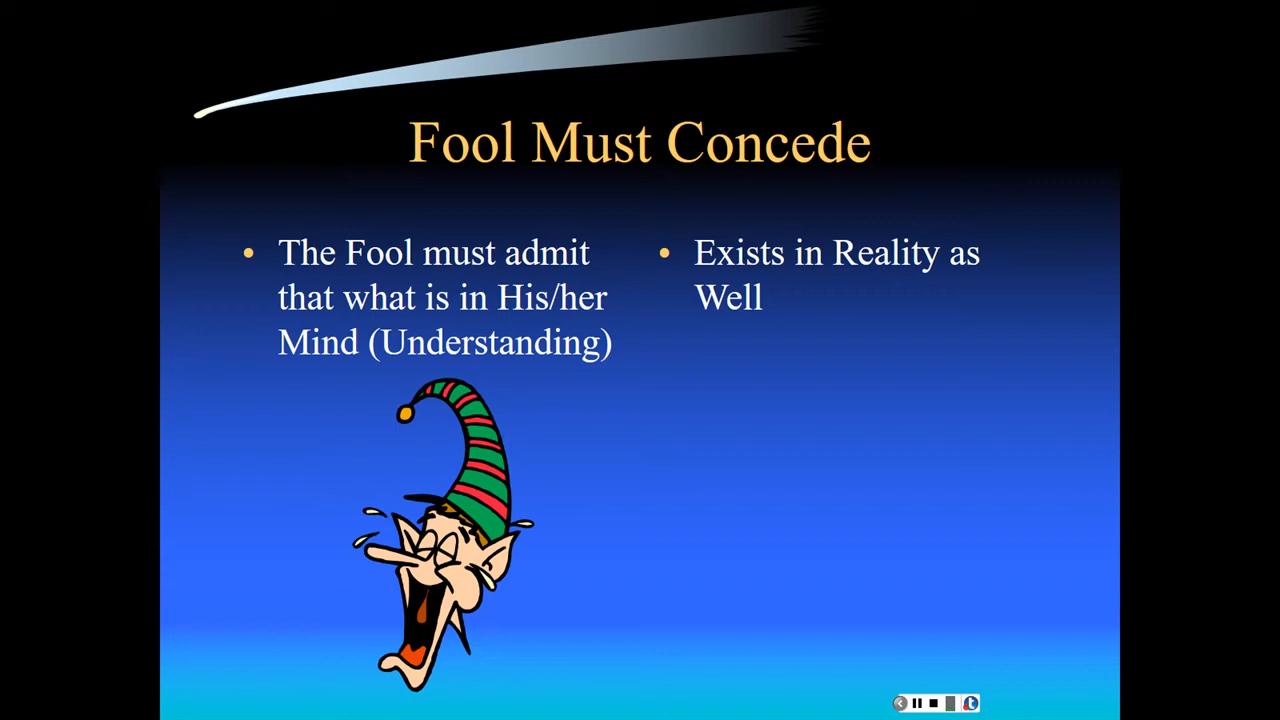 Fool Must Concede
• The Fool must admit
that what is in His/her
Mind (Understanding)
• Exists in Reality as
Well